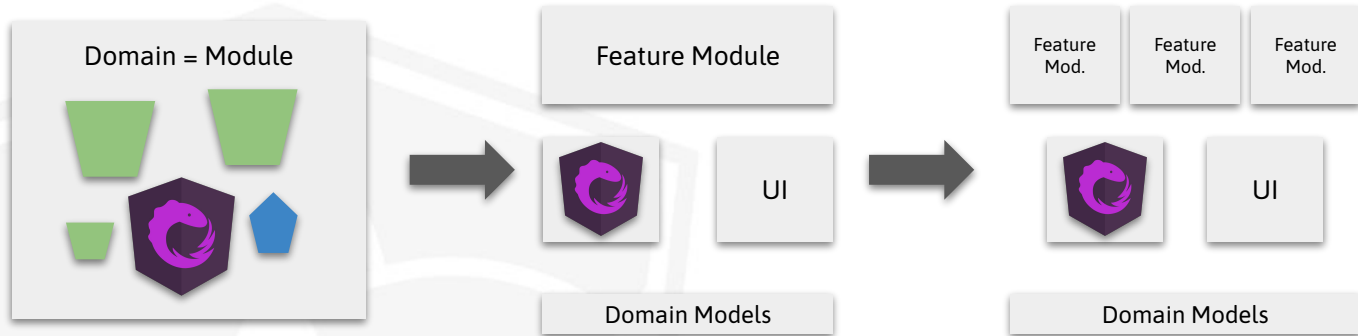 Domain = Module
Feature Module
UI
Domain Models
Feature
Mod.
Feature
Mod.
Feature
Mod.
UI
Domain Models